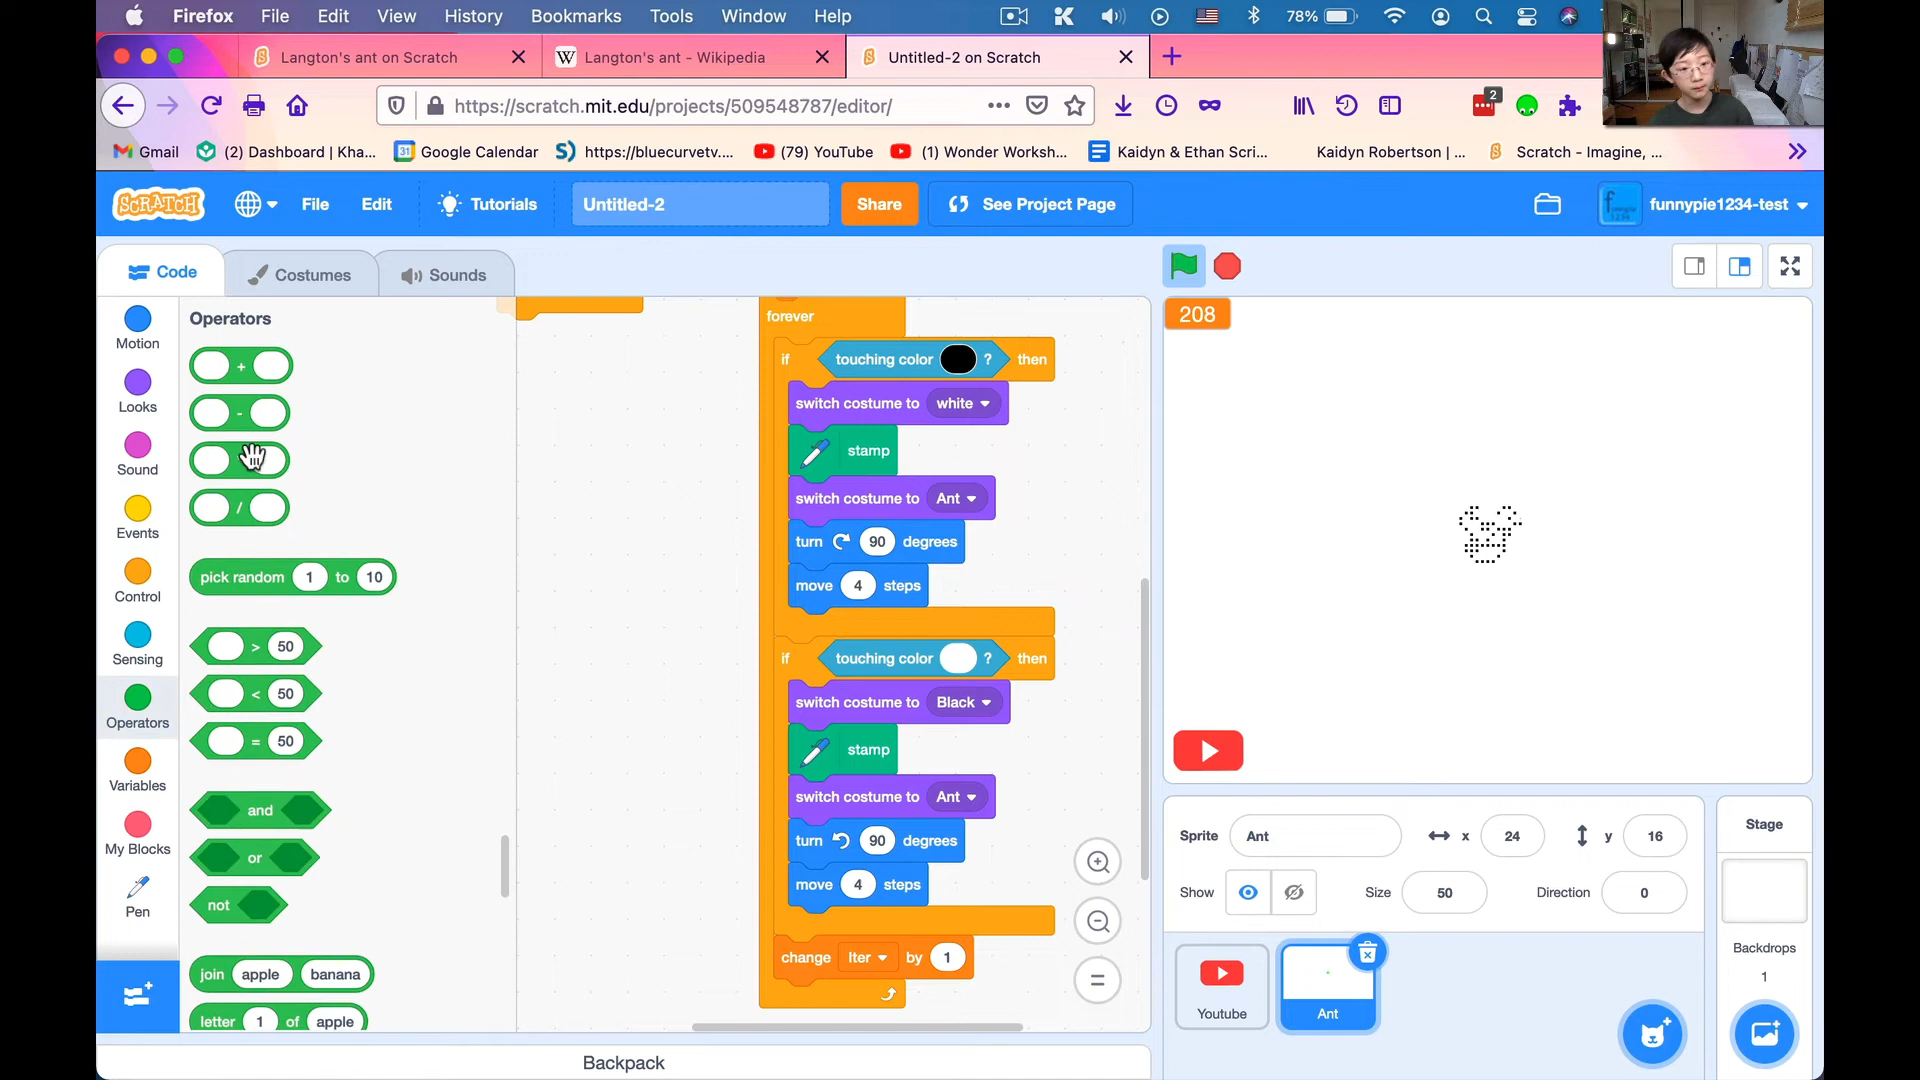 Firefox File Edit View History Bookmarks Tools Window Help 78%
Langton's ant on Scratch Langton's ant - Wikipedia Untitled-2 on Scratch
https://scratch.mit.edu/projects/509548787/editor/ 2
Gmail (2) Dashboard | Kha... Google Calendar https://bluecurvetv.... (79) YouTube (1) Wonder Worksh... Kaidyn & Ethan Scri... Kaidyn Robertson | ... Scratch - Imagine, ...
SCRATCH File Edit Tutorials Untitled-2 Share See Project Page funnypie1234-test
Code Costumes Sounds
Motion
Looks
Sound
Events
Control
Sensing
Operators
Variables
My Blocks
Pen
Operators
+
-
/
pick random 1 to 10
> 50
< 50
= 50
and
or
not
join apple banana
letter 1 of apple
forever
if touching color ? then
switch costume to white
stamp
switch costume to Ant
turn 90 degrees
move 4 steps
if touching color ? then
switch costume to Black
stamp
switch costume to Ant
turn 90 degrees
move 4 steps
change Iter by 1
Backpack
208
Sprite Ant x 24 y 16
Show Size 50 Direction 0
Youtube
Ant
Stage
Backdrops
1